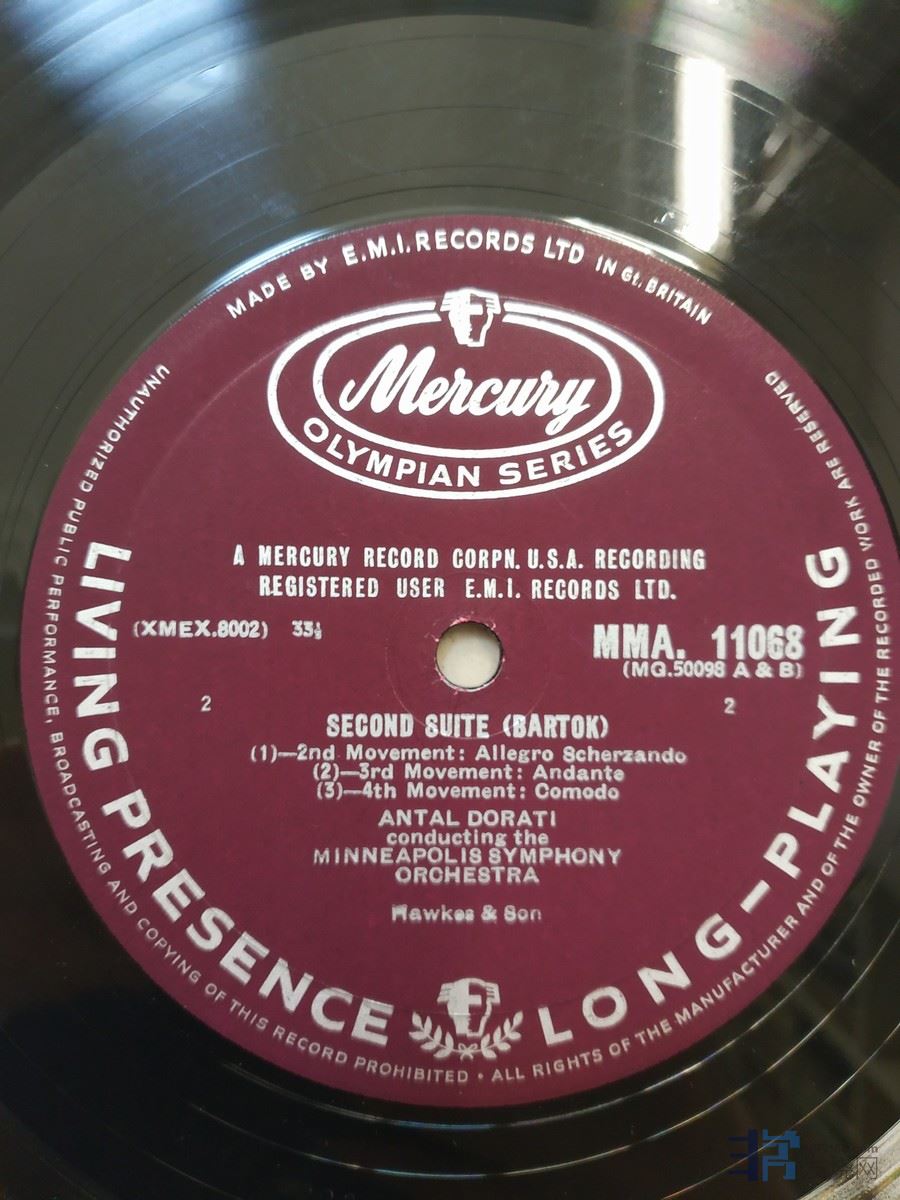 MADE BY E.M.I. RECORDS LTD IN Gt. BRITAIN
Mercury
OLYMPIAN SERIES
A MERCURY RECORD CORPN. U.S.A. RECORDING
REGISTERED USER E.M.I. RECORDS LTD.
(XMEX.8002) 33⅓
MMA. 11068
(MG.50098 A & B)
2 2
SECOND SUITE (BARTOK)
(1)—2nd Movement: Allegro Scherzando
(2)—3rd Movement: Andante
(3)—4th Movement: Comodo
ANTAL DORATI
conducting the
MINNEAPOLIS SYMPHONY
ORCHESTRA
Hawkes & Son
LIVING PRESENCE LONG-PLAYING
UNAUTHORIZED PUBLIC PERFORMANCE, BROADCASTING AND COPYING OF THIS RECORD PROHIBITED • ALL RIGHTS OF THE MANUFACTURER AND OF THE OWNER OF THE RECORDED WORK ARE RESERVED